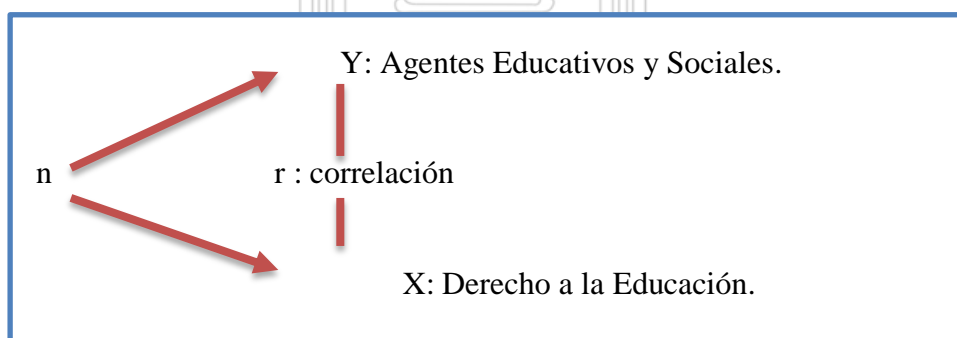 Y: Agentes Educativos y Sociales.
n r : correlación
X: Derecho a la Educación.